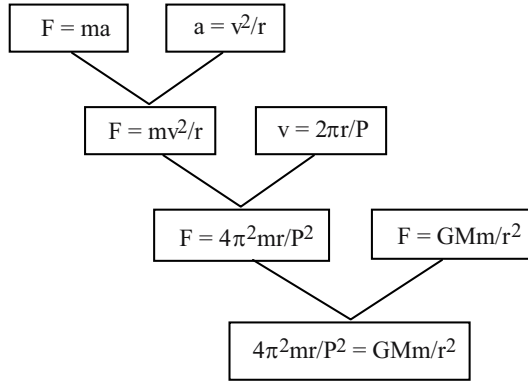 F = ma
a = v²/r
F = mv²/r
v = 2πr/P
F = 4π²mr/P²
F = GMm/r²
4π²mr/P² = GMm/r²